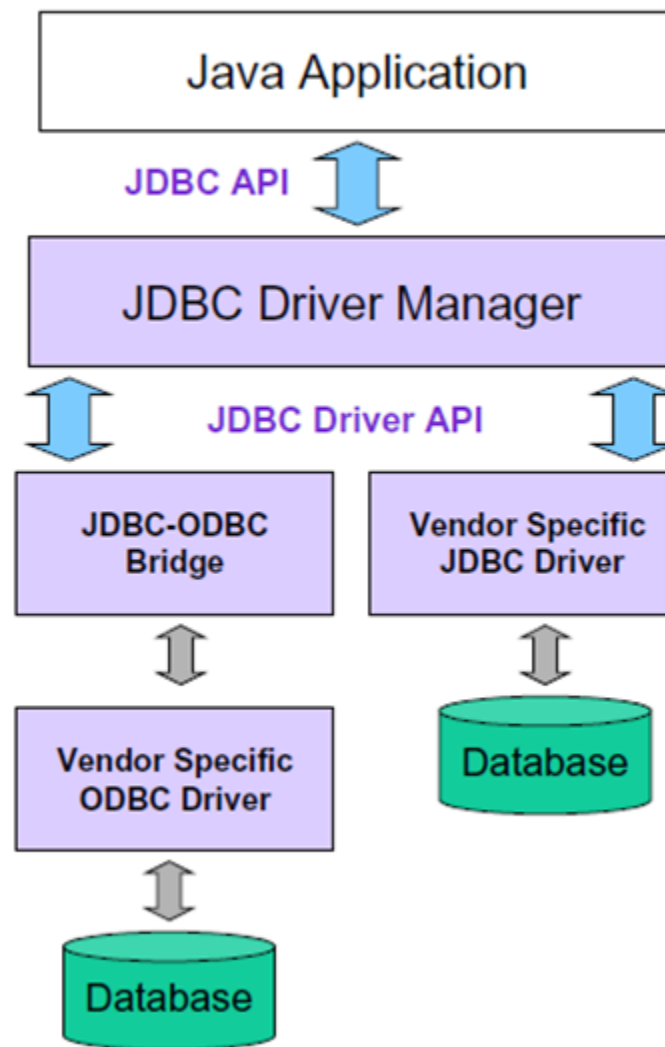 Java Application
JDBC API
JDBC Driver Manager
JDBC Driver API
JDBC-ODBC
Bridge
Vendor Specific
JDBC Driver
Vendor Specific
ODBC Driver
Database
Database